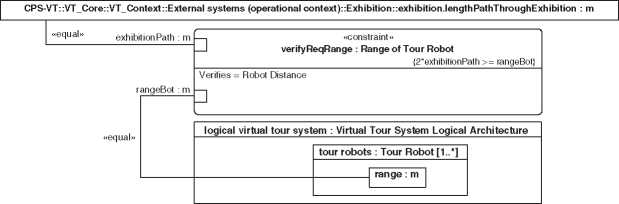 CPS-VT::VT_Core::VT_Context::External systems (operational context)::Exhibition::exhibition.lengthPathThroughExhibition : m
«equal»
exhibitionPath : m
«constraint»
verifyReqRange : Range of Tour Robot
{2*exhibitionPath >= rangeBot}
Verifies = Robot Distance
rangeBot : m
«equal»
logical virtual tour system : Virtual Tour System Logical Architecture
tour robots : Tour Robot [1..*]
range : m